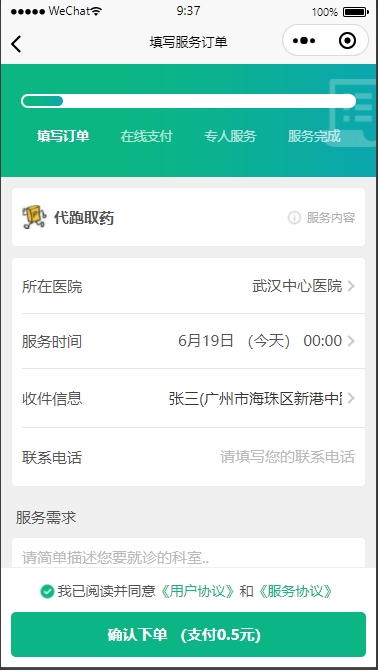 WeChat 9:37 100%
填写服务订单
填写订单 在线支付 专人服务 服务完成
代跑取药 服务内容
所在医院 武汉中心医院
服务时间 6月19日 （今天） 00:00
收件信息 张三(广州市海珠区新港中
联系电话 请填写您的联系电话
服务需求
请简单描述您要就诊的科室..
我已阅读并同意《用户协议》和《服务协议》
确认下单 （支付0.5元）